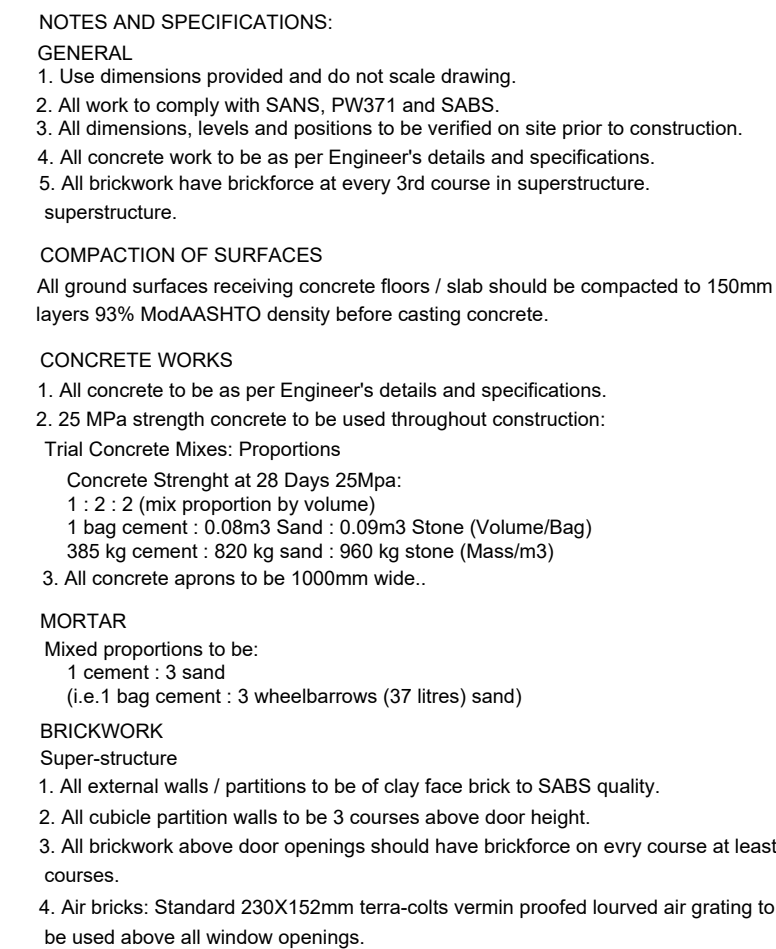 NOTES AND SPECIFICATIONS:
GENERAL
1. Use dimensions provided and do not scale drawing.
2. All work to comply with SANS, PW371 and SABS.
3. All dimensions, levels and positions to be verified on site prior to construction.
4. All concrete work to be as per Engineer's details and specifications.
5. All brickwork have brickforce at every 3rd course in superstructure.
superstructure.
COMPACTION OF SURFACES
All ground surfaces receiving concrete floors / slab should be compacted to 150mm
layers 93% ModAASHTO density before casting concrete.
CONCRETE WORKS
1. All concrete to be as per Engineer's details and specifications.
2. 25 MPa strength concrete to be used throughout construction:
Trial Concrete Mixes: Proportions
Concrete Strenght at 28 Days 25Mpa:
1 : 2 : 2 (mix proportion by volume)
1 bag cement : 0.08m3 Sand : 0.09m3 Stone (Volume/Bag)
385 kg cement : 820 kg sand : 960 kg stone (Mass/m3)
3. All concrete aprons to be 1000mm wide..
MORTAR
Mixed proportions to be:
1 cement : 3 sand
(i.e.1 bag cement : 3 wheelbarrows (37 litres) sand)
BRICKWORK
Super-structure
1. All external walls / partitions to be of clay face brick to SABS quality.
2. All cubicle partition walls to be 3 courses above door height.
3. All brickwork above door openings should have brickforce on evry course at least
courses.
4. Air bricks: Standard 230X152mm terra-colts vermin proofed lourved air grating to
be used above all window openings.